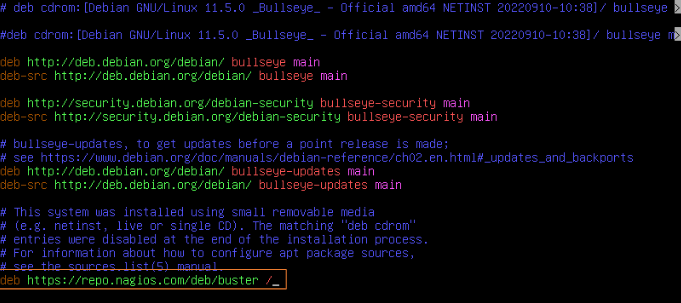 # deb cdrom:[Debian GNU/Linux 11.5.0 _Bullseye_ - Official amd64 NETINST 20220910-10:38]/ bullseye >
#deb cdrom:[Debian GNU/Linux 11.5.0 _Bullseye_ - Official amd64 NETINST 20220910-10:38]/ bullseye m>
deb http://deb.debian.org/debian/ bullseye main
deb-src http://deb.debian.org/debian/ bullseye main
deb http://security.debian.org/debian-security bullseye-security main
deb-src http://security.debian.org/debian-security bullseye-security main
# bullseye-updates, to get updates before a point release is made;
# see https://www.debian.org/doc/manuals/debian-reference/ch02.en.html#_updates_and_backports
deb http://deb.debian.org/debian/ bullseye-updates main
deb-src http://deb.debian.org/debian/ bullseye-updates main
# This system was installed using small removable media
# (e.g. netinst, live or single CD). The matching "deb cdrom"
# entries were disabled at the end of the installation process.
# For information about how to configure apt package sources,
# see the sources.list(5) manual.
deb https://repo.nagios.com/deb/buster /_